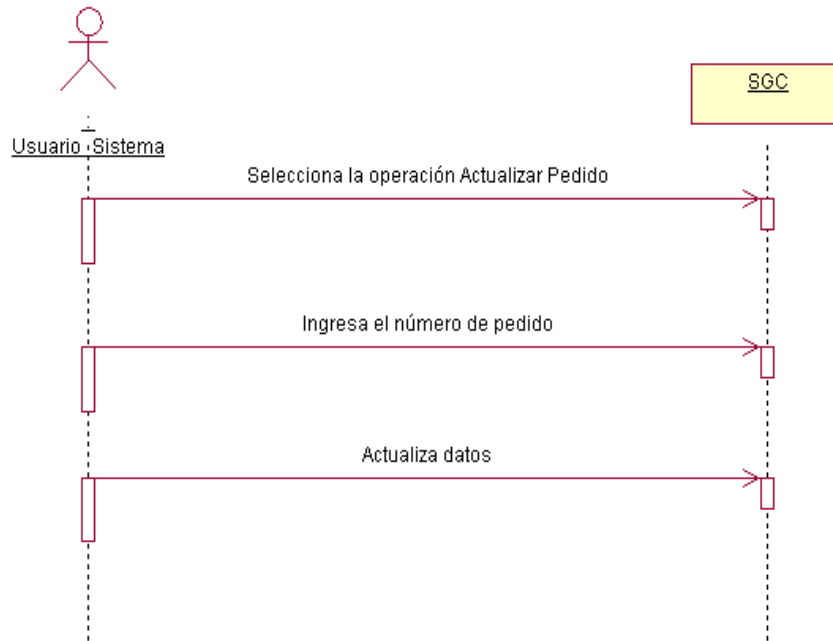 SGC
Usuario Sistema
Selecciona la operación Actualizar Pedido
Ingresa el número de pedido
Actualiza datos